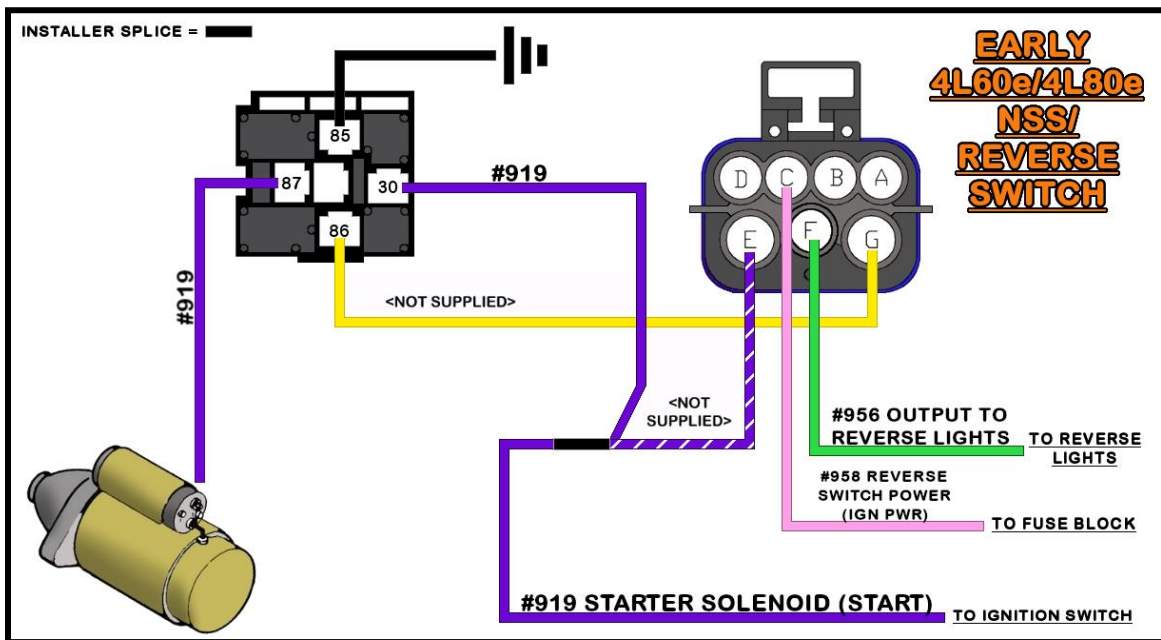 INSTALLER SPLICE =
EARLY
4L60e/4L80e
NSS/
REVERSE
SWITCH
85
87
30
86
#919
#919
D
C
B
A
E
F
G
<NOT SUPPLIED>
<NOT
SUPPLIED>
#956 OUTPUT TO
REVERSE LIGHTS
TO REVERSE
LIGHTS
#958 REVERSE
SWITCH POWER
(IGN PWR)
TO FUSE BLOCK
#919 STARTER SOLENOID (START)
TO IGNITION SWITCH